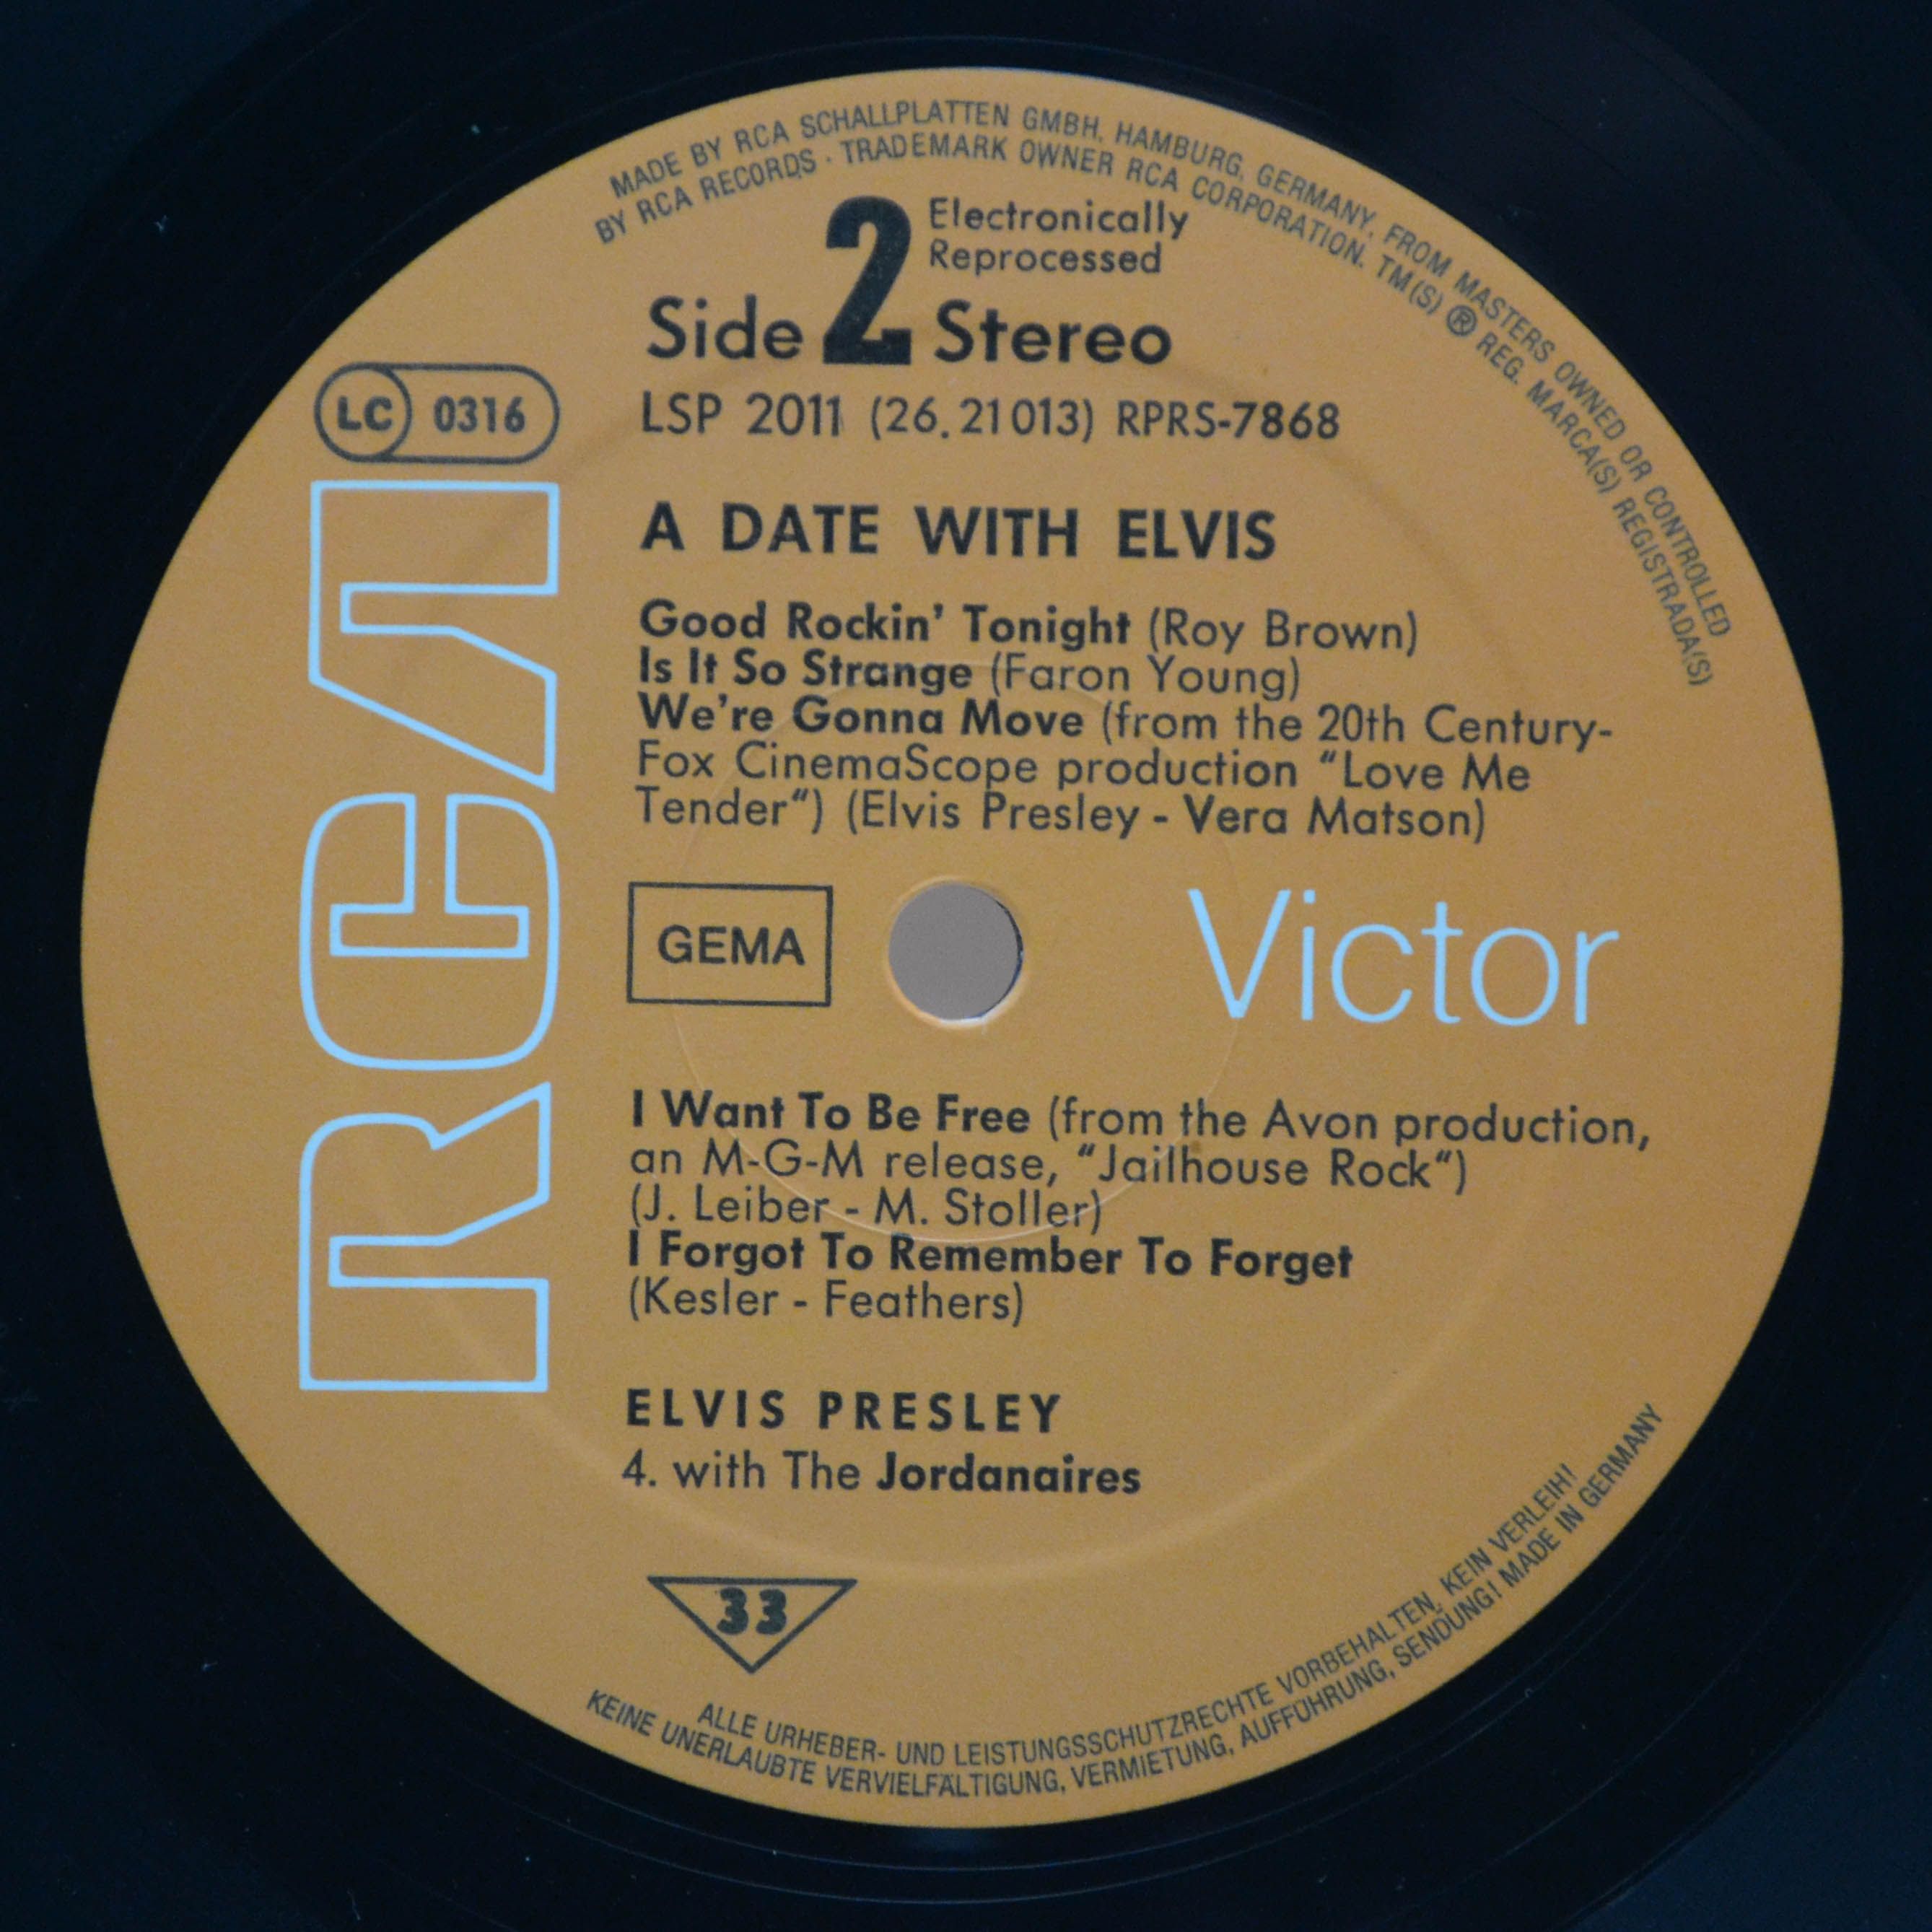 MADE BY RCA SCHALLPLATTEN GMBH. HAMBURG, GERMANY. FROM MASTERS OWNED OR CONTROLLED
BY RCA RECORDS · TRADEMARK OWNER RCA CORPORATION. TM(S) ® REG. MARCA(S) REGISTRADA(S)
Electronically
Reprocessed
Side 2 Stereo
LC 0316
LSP 2011 (26.21013) RPRS-7868
RCA
A DATE WITH ELVIS
Good Rockin' Tonight (Roy Brown)
Is It So Strange (Faron Young)
We're Gonna Move (from the 20th Century-
Fox CinemaScope production “Love Me
Tender“) (Elvis Presley - Vera Matson)
GEMA
Victor
I Want To Be Free (from the Avon production,
an M-G-M release, “Jailhouse Rock“)
(J. Leiber - M. Stoller)
I Forgot To Remember To Forget
(Kesler - Feathers)
ELVIS PRESLEY
4. with The Jordanaires
33
ALLE URHEBER- UND LEISTUNGSSCHUTZRECHTE VORBEHALTEN. KEIN VERLEIH!
KEINE UNERLAUBTE VERVIELFÄLTIGUNG, VERMIETUNG, AUFFÜHRUNG, SENDUNG! MADE IN GERMANY